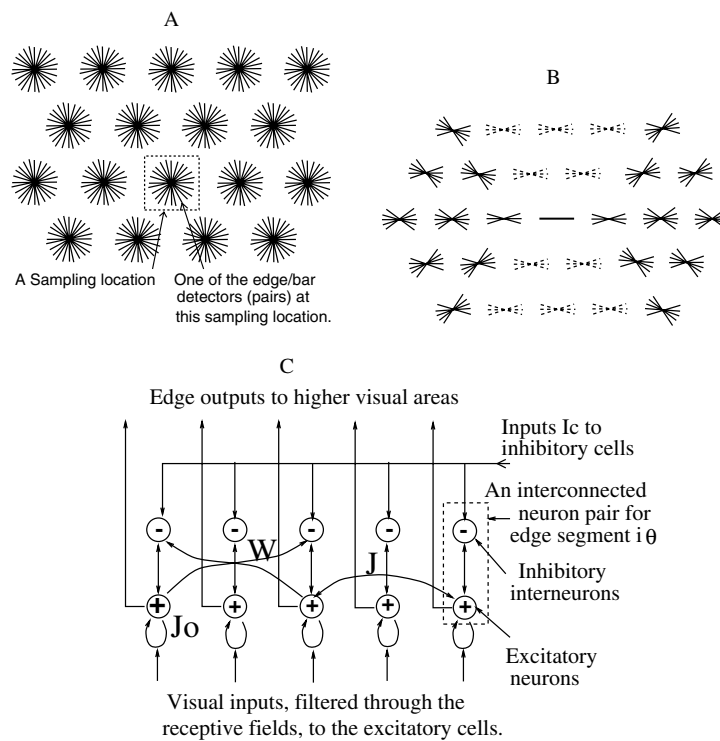 A
A Sampling location
One of the edge/bar
detectors (pairs) at
this sampling location.
B
C
Edge outputs to higher visual areas
Inputs Ic to
inhibitory cells
An interconnected
neuron pair for
edge segment i θ
Inhibitory
interneurons
Excitatory
neurons
- - - - -
W
J
+ + + + +
Jo
Visual inputs, filtered through the
receptive fields, to the excitatory cells.